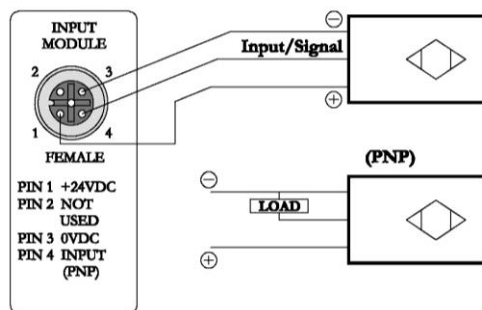 INPUT
MODULE
2 3
1 4
FEMALE
PIN 1 +24VDC
PIN 2 NOT
USED
PIN 3 0VDC
PIN 4 INPUT
(PNP)
−
Input/Signal
+
(PNP)
−
LOAD
+